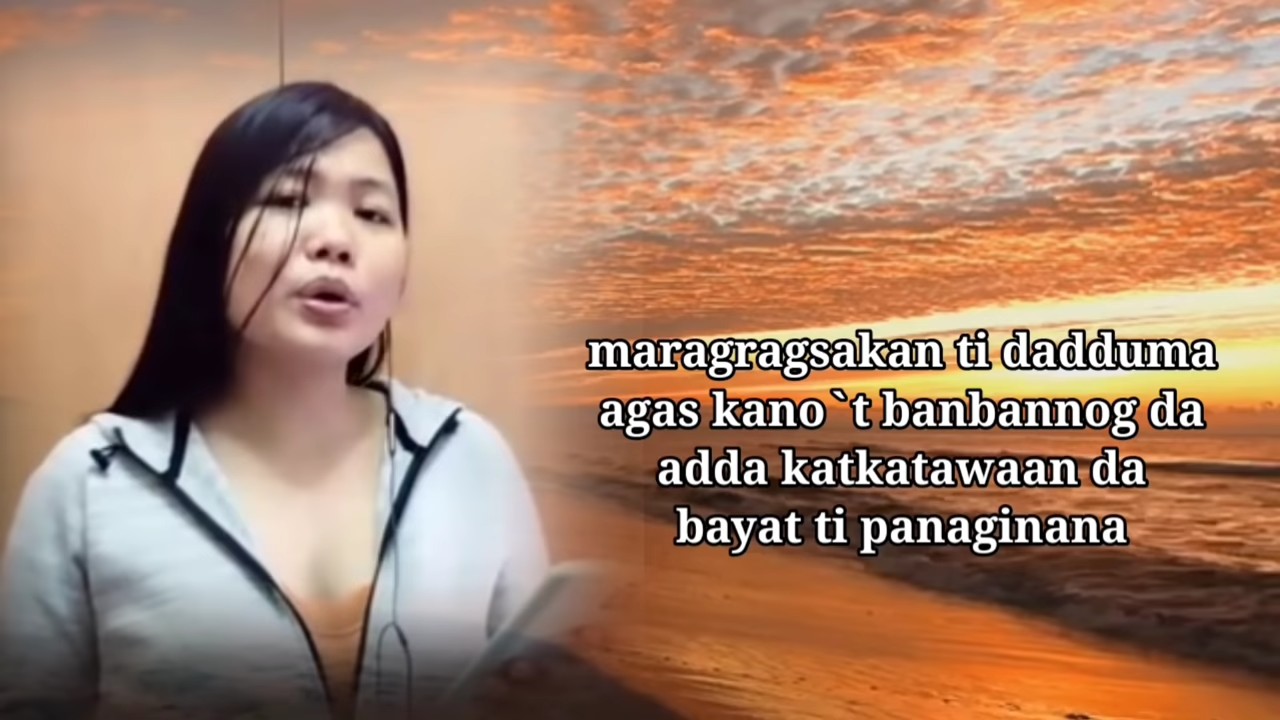 maragragsakan ti dadduma
agas kano`t banbannog da
adda katkatawaan da
bayat ti panaginana